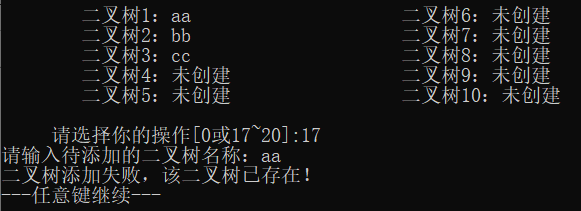 二叉树1：aa 二叉树6：未创建
二叉树2：bb 二叉树7：未创建
二叉树3：cc 二叉树8：未创建
二叉树4：未创建 二叉树9：未创建
二叉树5：未创建 二叉树10：未创建
请选择你的操作[0或17~20]:17
请输入待添加的二叉树名称：aa
二叉树添加失败，该二叉树已存在！
---任意键继续---